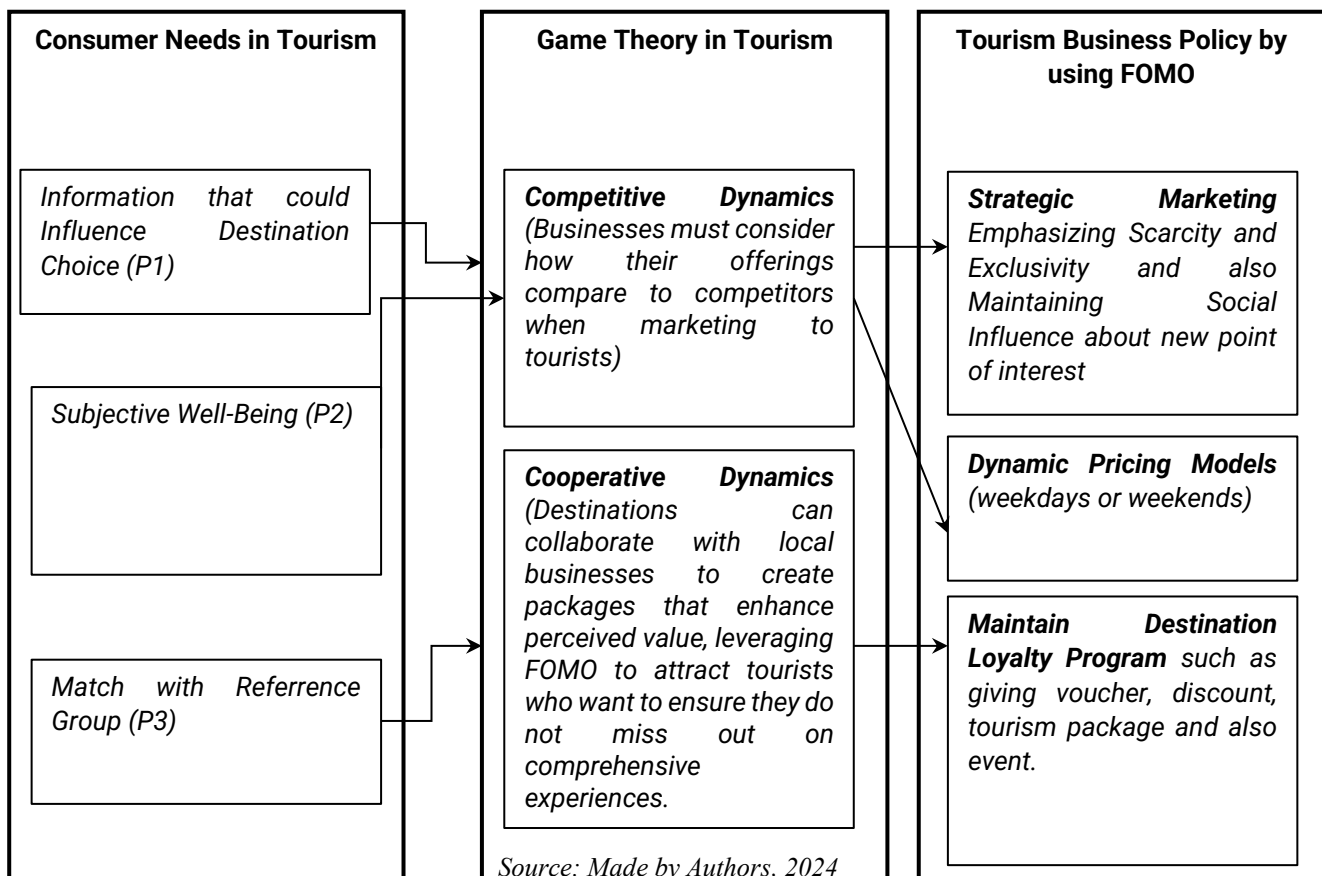 Consumer Needs in Tourism
Information that could
Influence Destination
Choice (P1)
Subjective Well-Being (P2)
Match with Referrence
Group (P3)
Game Theory in Tourism
Competitive Dynamics
(Businesses must consider
how their offerings
compare to competitors
when marketing to
tourists)
Cooperative Dynamics
(Destinations can
collaborate with local
businesses to create
packages that enhance
perceived value, leveraging
FOMO to attract tourists
who want to ensure they do
not miss out on
comprehensive
experiences.
Source: Made by Authors, 2024
Tourism Business Policy by
using FOMO
Strategic Marketing
Emphasizing Scarcity and
Exclusivity and also
Maintaining Social
Influence about new point
of interest
Dynamic Pricing Models
(weekdays or weekends)
Maintain Destination
Loyalty Program such as
giving voucher, discount,
tourism package and also
event.